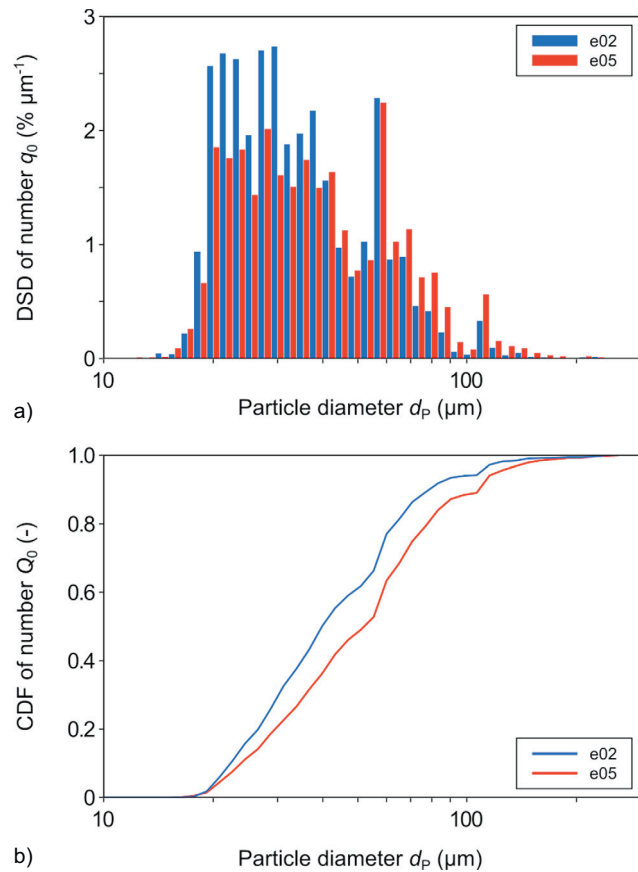 3
2
1
0
DSD of number q₀ (% μm⁻¹)
e02
e05
10
100
Particle diameter dₚ (μm)
a)
1.0
0.8
0.6
0.4
0.2
0
CDF of number Q₀ (-)
e02
e05
10
100
Particle diameter dₚ (μm)
b)